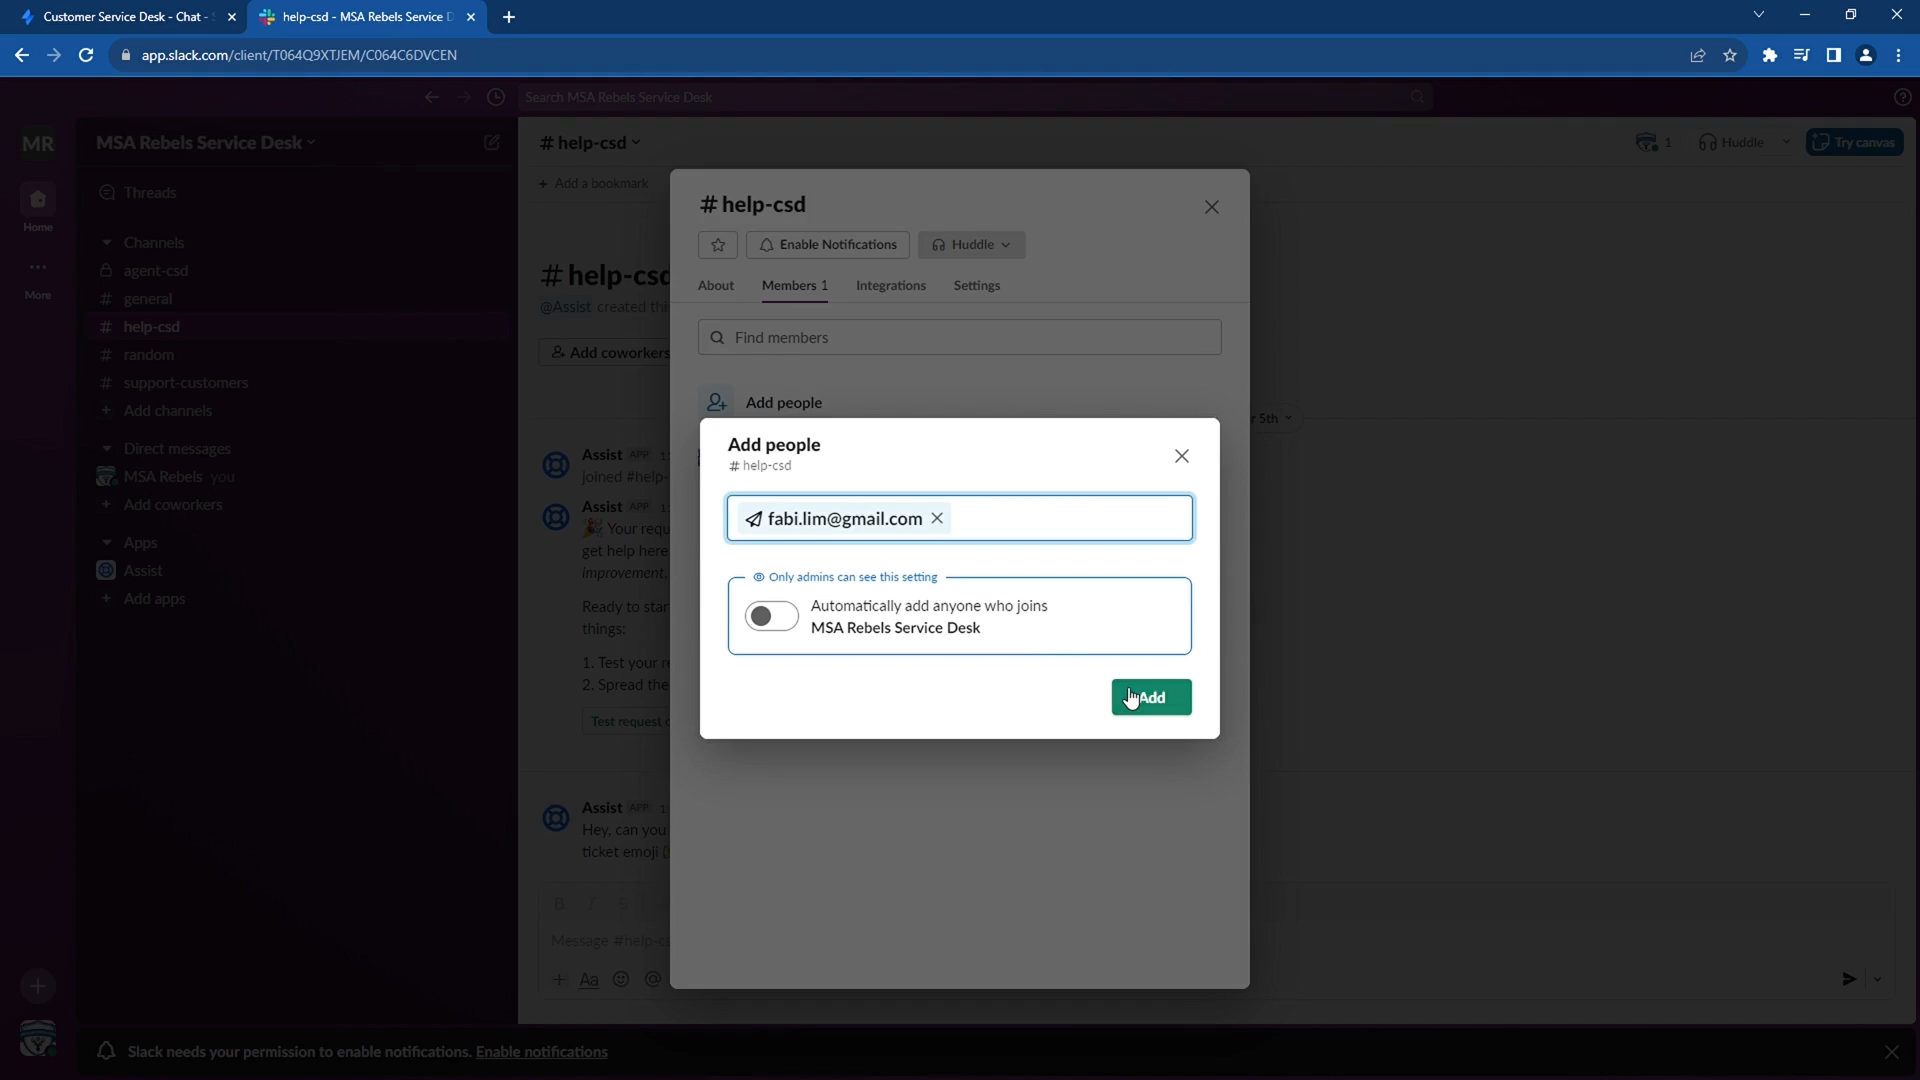 Customer Service Desk - Chat -
help-csd - MSA Rebels Service D
app.slack.com/client/T064Q9XTJEM/C064C6DVCEN
Search MSA Rebels Service Desk
MR
MSA Rebels Service Desk
Home
More
Threads
Channels
agent-csd
# general
# help-csd
# random
# support-customers
+ Add channels
Direct messages
MSA Rebels you
+ Add coworkers
Apps
Assist
+ Add apps
# help-csd
1
Huddle
Try canvas
+ Add a bookmark
# help-csd
@Assist created thi
Add coworkers
r 5th
Assist APP 1
joined #help-
Assist APP 1
Your requ
get help here
improvement.
Ready to star
things:
1. Test your r
2. Spread the
Test request c
Assist APP 1
Hey, can you
ticket emoji (
B I S
Message #help-cs
+ Aa @
# help-csd
Enable Notifications
Huddle
About
Members 1
Integrations
Settings
Find members
Add people
Add people
# help-csd
fabi.lim@gmail.com
Only admins can see this setting
Automatically add anyone who joins
MSA Rebels Service Desk
Add
Slack needs your permission to enable notifications. Enable notifications